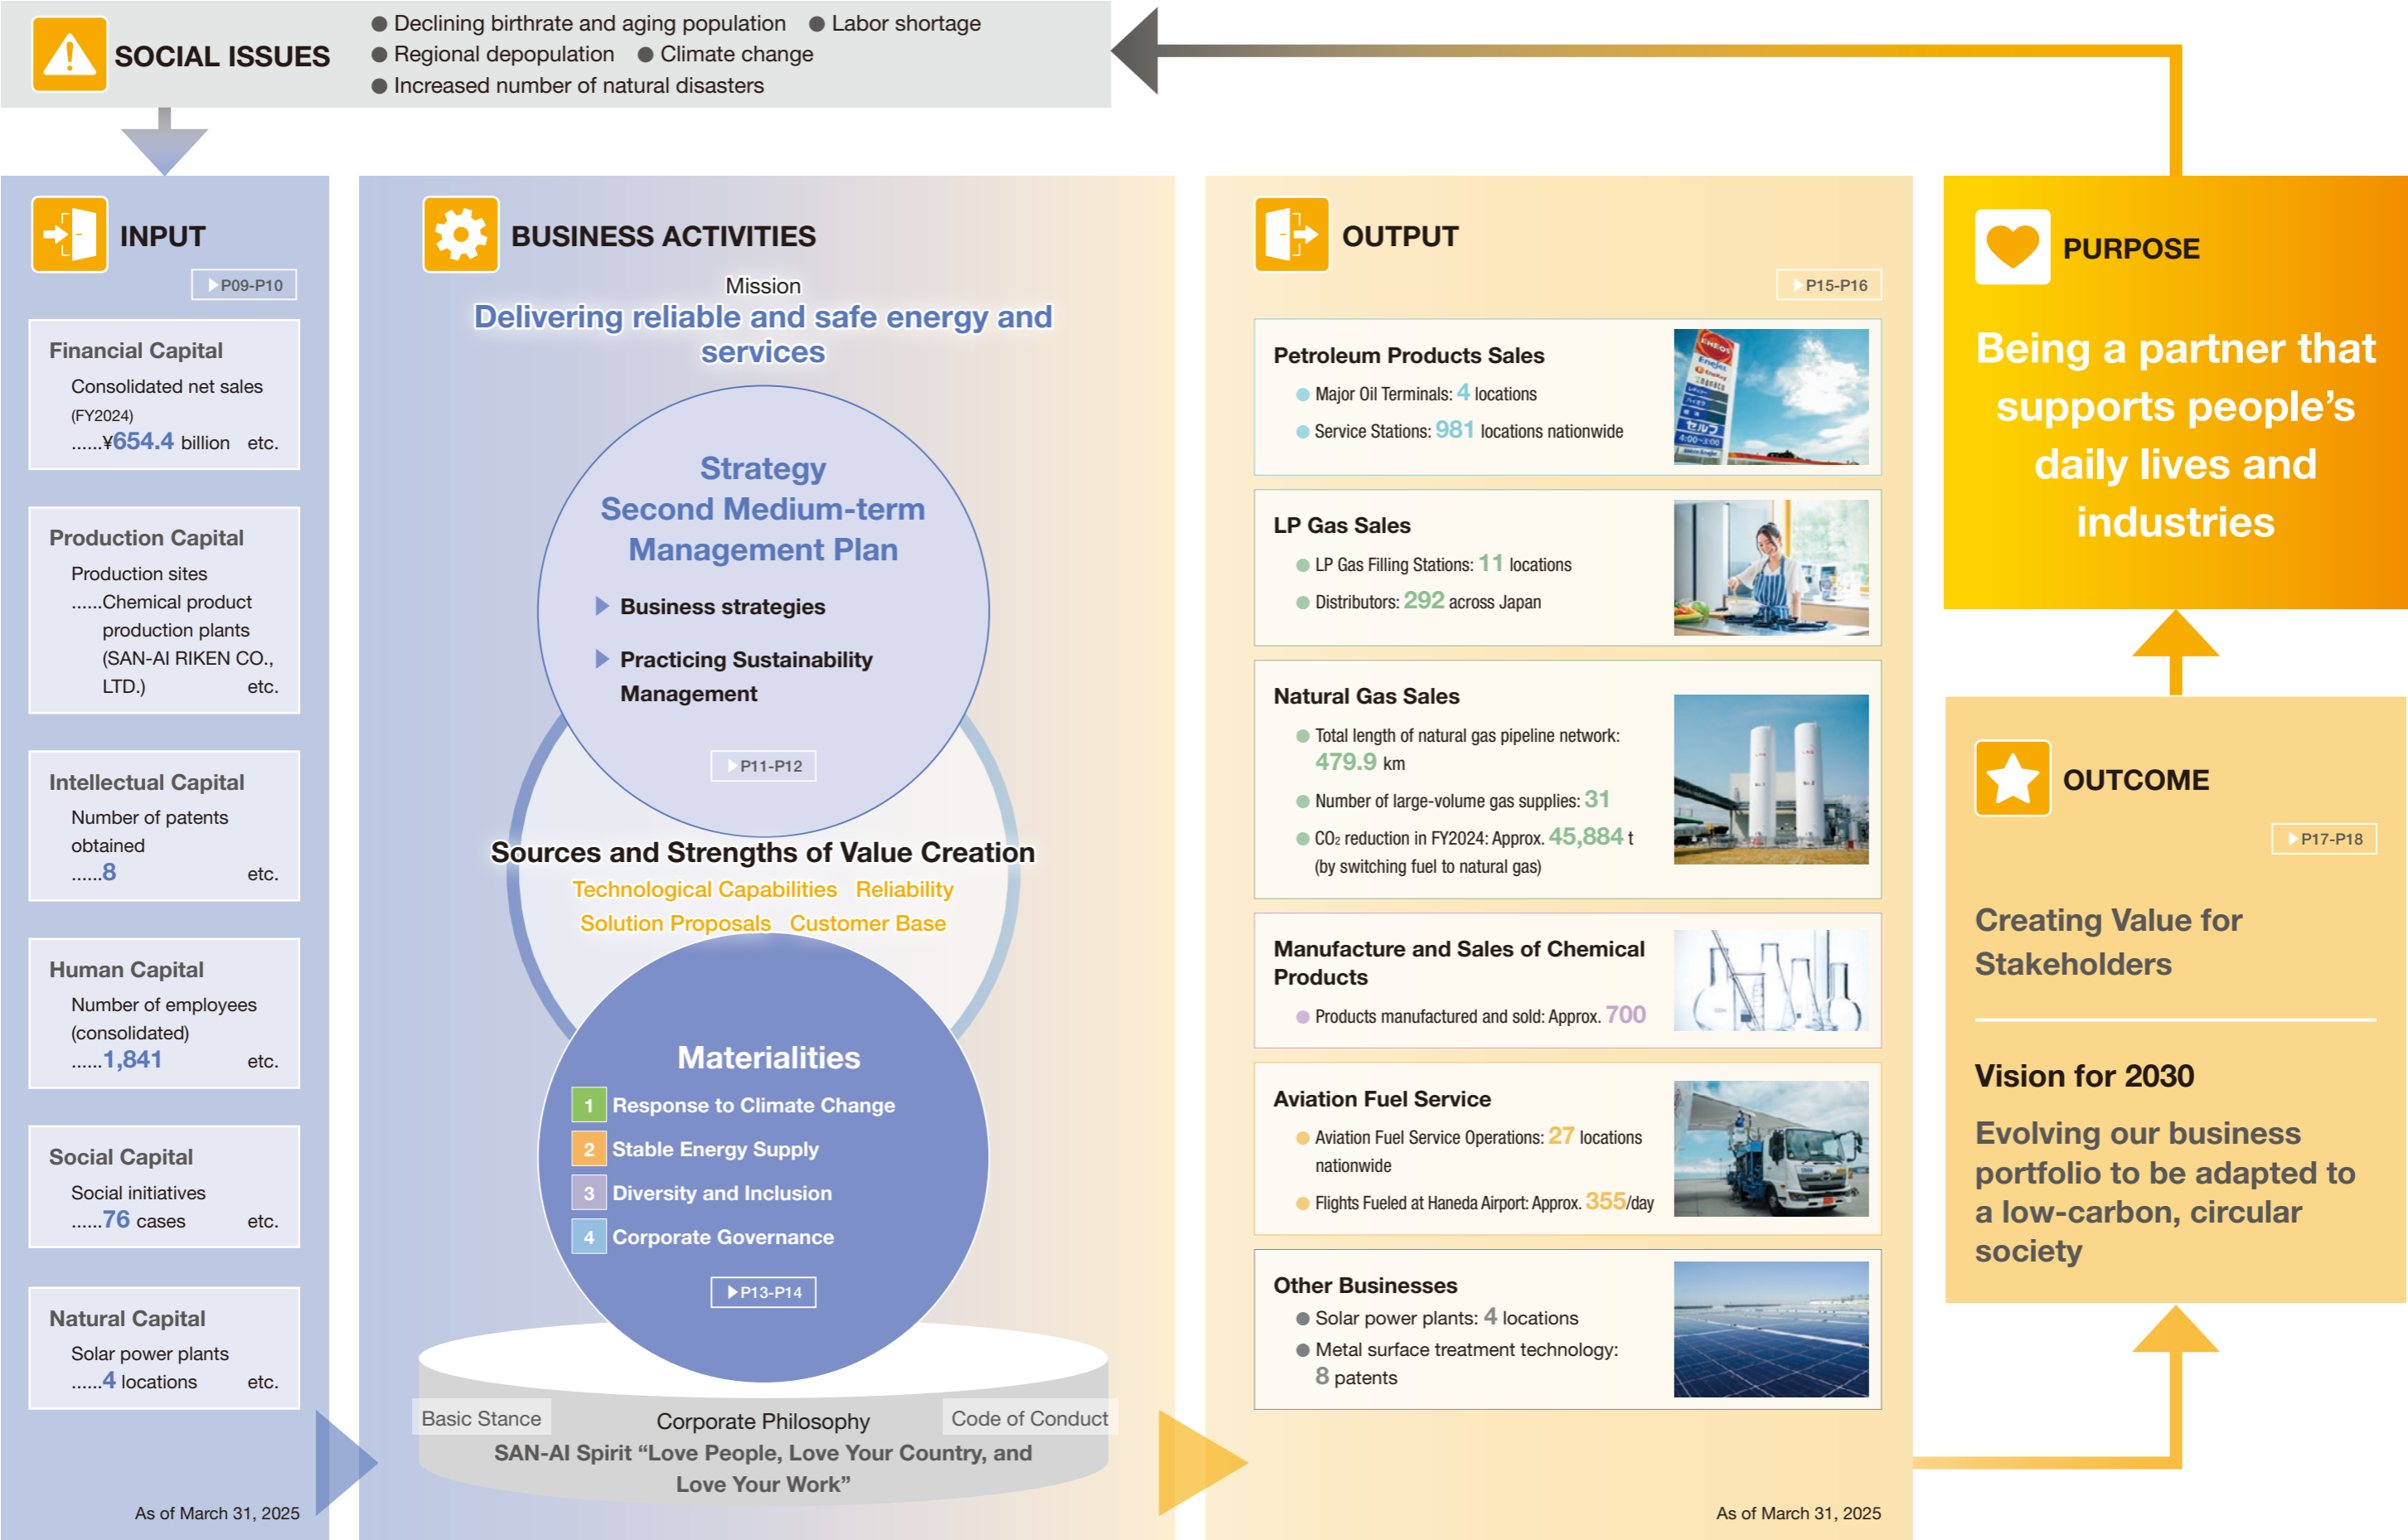 SOCIAL ISSUES
● Declining birthrate and aging population ● Labor shortage
● Regional depopulation ● Climate change
● Increased number of natural disasters
INPUT
P09-P10
Financial Capital
Consolidated net sales
(FY2024)
......¥654.4 billion etc.
Production Capital
Production sites
......Chemical product
production plants
(SAN-AI RIKEN CO.,
LTD.) etc.
Intellectual Capital
Number of patents
obtained
......8 etc.
Human Capital
Number of employees
(consolidated)
......1,841 etc.
Social Capital
Social initiatives
......76 cases etc.
Natural Capital
Solar power plants
......4 locations etc.
As of March 31, 2025
BUSINESS ACTIVITIES
Mission
Delivering reliable and safe energy and
services
Strategy
Second Medium-term
Management Plan
Business strategies
Practicing Sustainability
Management
P11-P12
Sources and Strengths of Value Creation
Technological Capabilities Reliability
Solution Proposals Customer Base
Materialities
1 Response to Climate Change
2 Stable Energy Supply
3 Diversity and Inclusion
4 Corporate Governance
P13-P14
Basic Stance
Corporate Philosophy
Code of Conduct
SAN-AI Spirit “Love People, Love Your Country, and
Love Your Work”
OUTPUT
P15-P16
Petroleum Products Sales
● Major Oil Terminals: 4 locations
● Service Stations: 981 locations nationwide
ENEOS
EneJet
セルフ
LP Gas Sales
● LP Gas Filling Stations: 11 locations
● Distributors: 292 across Japan
Natural Gas Sales
● Total length of natural gas pipeline network:
479.9 km
● Number of large-volume gas supplies: 31
● CO₂ reduction in FY2024: Approx. 45,884 t
(by switching fuel to natural gas)
Manufacture and Sales of Chemical
Products
● Products manufactured and sold: Approx. 700
Aviation Fuel Service
● Aviation Fuel Service Operations: 27 locations
nationwide
● Flights Fueled at Haneda Airport: Approx. 355/day
Other Businesses
● Solar power plants: 4 locations
● Metal surface treatment technology:
8 patents
As of March 31, 2025
PURPOSE
Being a partner that
supports people’s
daily lives and
industries
OUTCOME
P17-P18
Creating Value for
Stakeholders
Vision for 2030
Evolving our business
portfolio to be adapted to
a low-carbon, circular
society